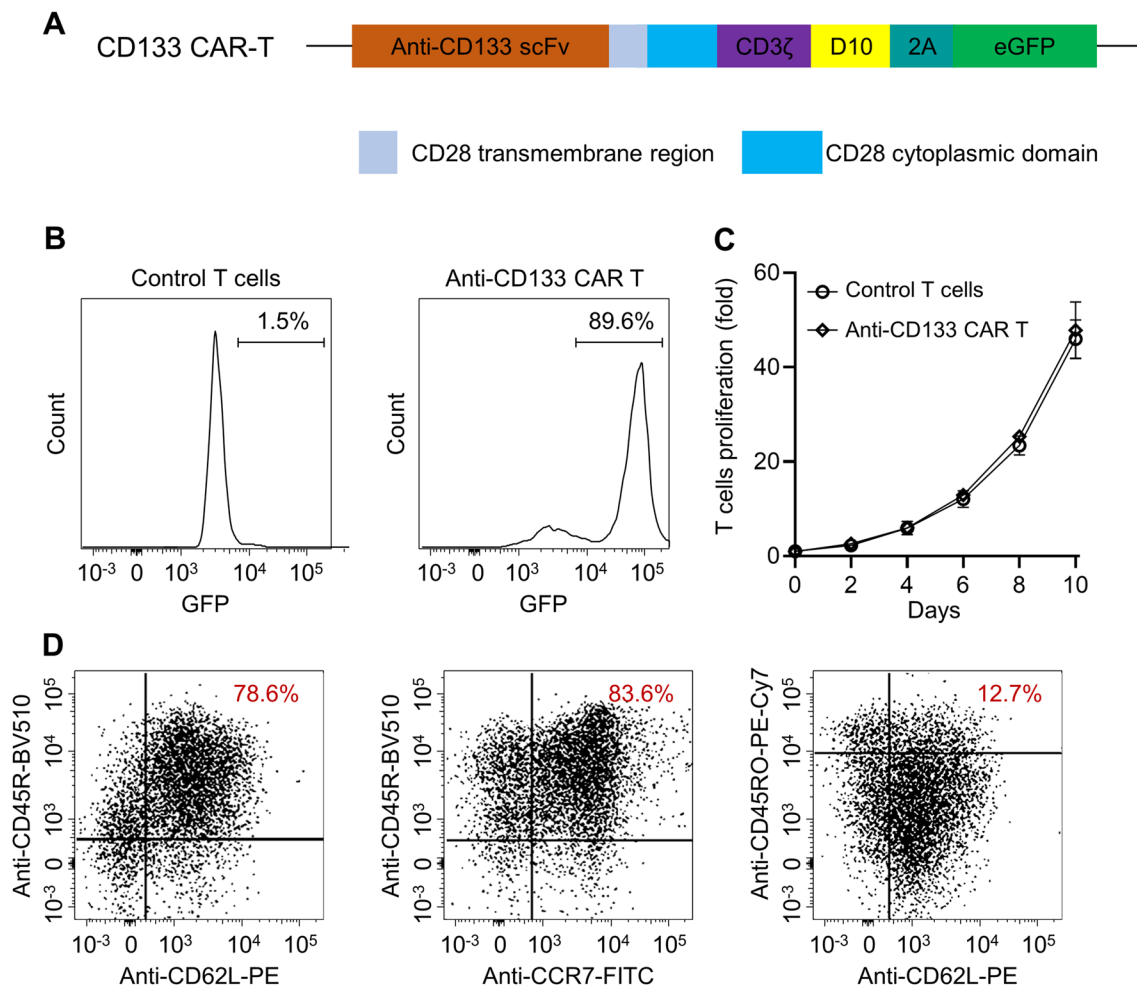 A
CD133 CAR-T
Anti-CD133 scFv
CD3ζ
D10
2A
eGFP
CD28 transmembrane region
CD28 cytoplasmic domain
B
Control T cells
1.5%
Count
10-3 0 103 104 105
GFP
Anti-CD133 CAR T
89.6%
Count
10-3 0 103 104 105
GFP
C
T cells proliferation (fold)
60
40
20
0
Control T cells
Anti-CD133 CAR T
0 2 4 6 8 10
Days
D
Anti-CD45R-BV510
105
104
103
0
10-3
78.6%
10-3 0 103 104 105
Anti-CD62L-PE
Anti-CD45R-BV510
105
104
103
0
10-3
83.6%
10-3 0 103 104 105
Anti-CCR7-FITC
Anti-CD45RO-PE-Cy7
105
104
103
0
10-3
12.7%
10-3 0 103 104 105
Anti-CD62L-PE